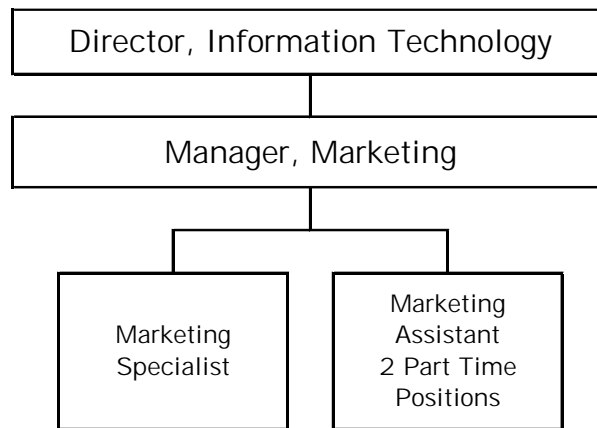 Director, Information Technology
Manager, Marketing
Marketing
Specialist
Marketing
Assistant
2 Part Time
Positions